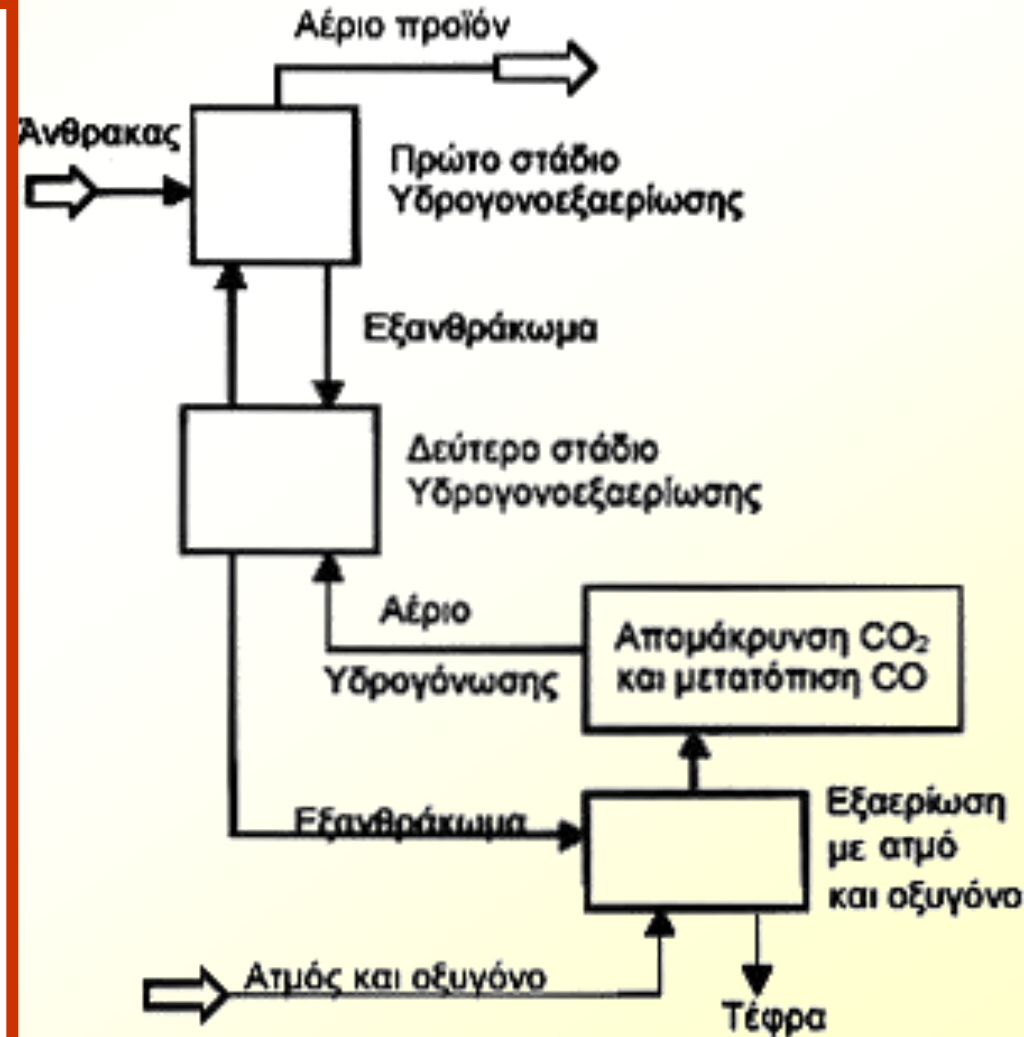 Αέριο προϊόν
Άνθρακας
Πρώτο στάδιο
Υδρογονοεξαερίωσης
Εξανθράκωμα
Δεύτερο στάδιο
Υδρογονοεξαερίωσης
Αέριο
Υδρογόνωσης
Απομάκρυνση CO₂
και μετατόπιση CO
Εξανθράκωμα
Εξαερίωση
με ατμό
και οξυγόνο
Ατμός και οξυγόνο
Τέφρα